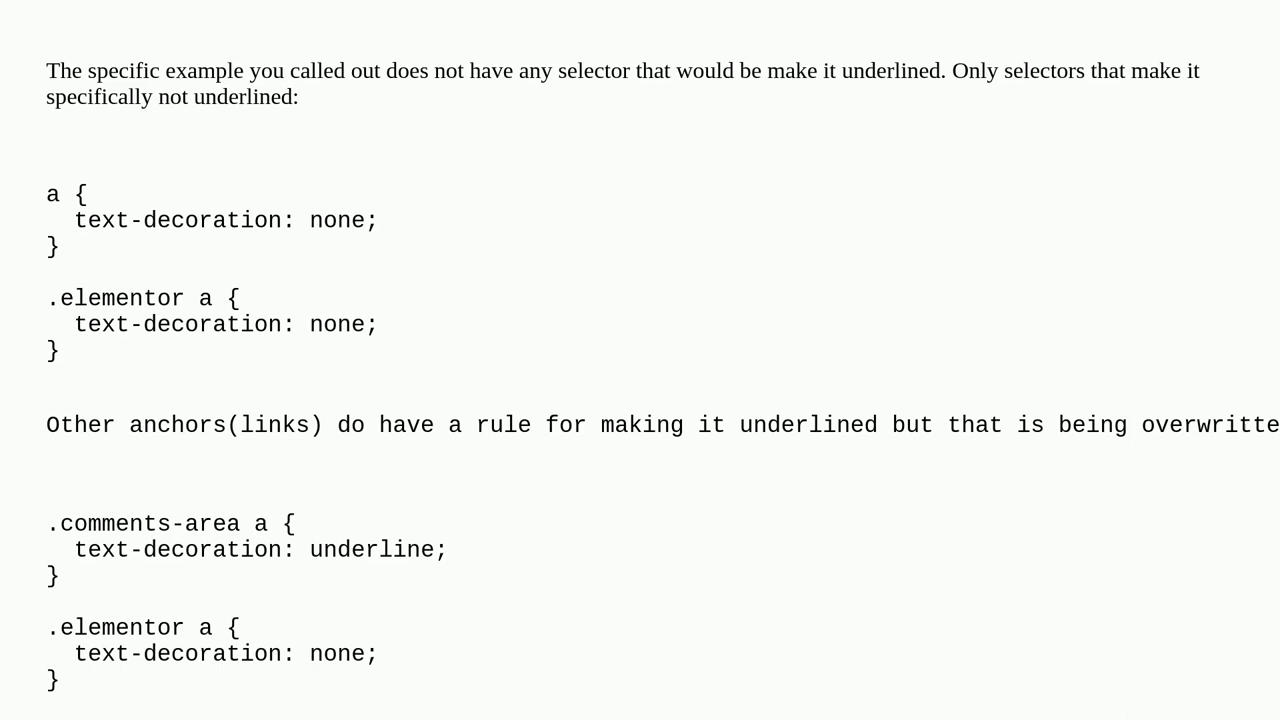 The specific example you called out does not have any selector that would be make it underlined. Only selectors that make it
specifically not underlined:
a {
  text-decoration: none;
}
.elementor a {
  text-decoration: none;
}
Other anchors(links) do have a rule for making it underlined but that is being overwritte
.comments-area a {
  text-decoration: underline;
}
.elementor a {
  text-decoration: none;
}